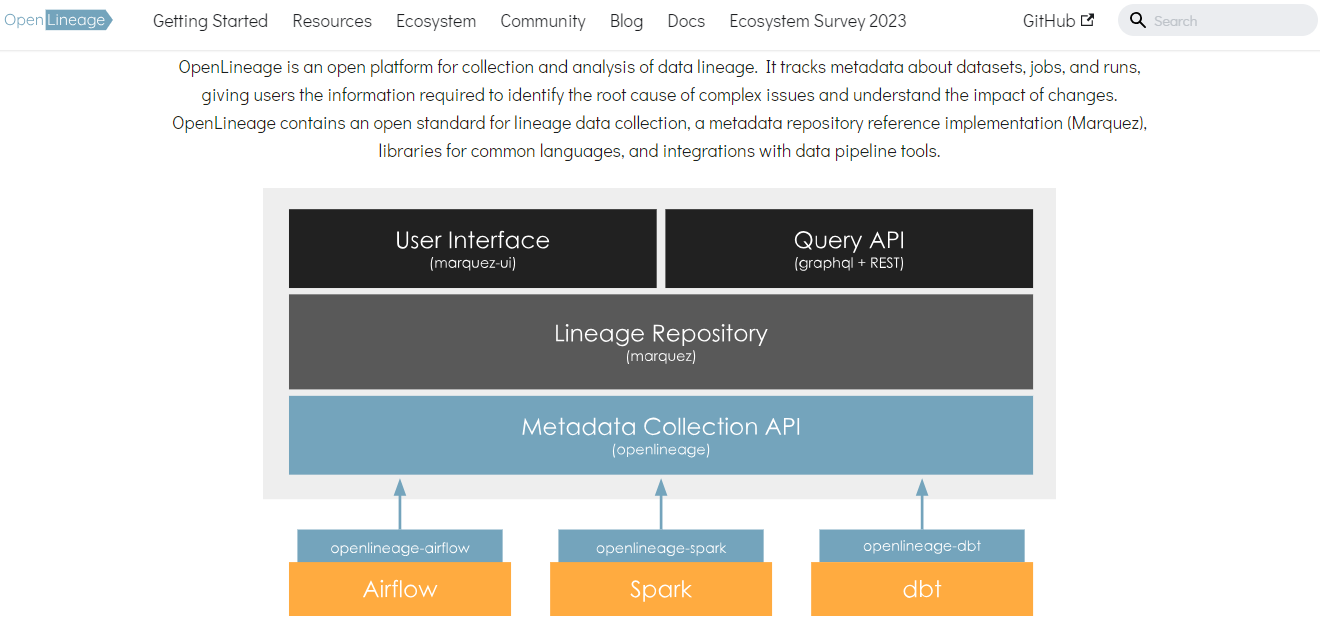 OpenLineage Getting Started Resources Ecosystem Community Blog Docs Ecosystem Survey 2023 GitHub Search
OpenLineage is an open platform for collection and analysis of data lineage. It tracks metadata about datasets, jobs, and runs,
giving users the information required to identify the root cause of complex issues and understand the impact of changes.
OpenLineage contains an open standard for lineage data collection, a metadata repository reference implementation (Marquez),
libraries for common languages, and integrations with data pipeline tools.
User Interface
(marquez-ui)
Query API
(graphql + REST)
Lineage Repository
(marquez)
Metadata Collection API
(openlineage)
openlineage-airflow
Airflow
openlineage-spark
Spark
openlineage-dbt
dbt